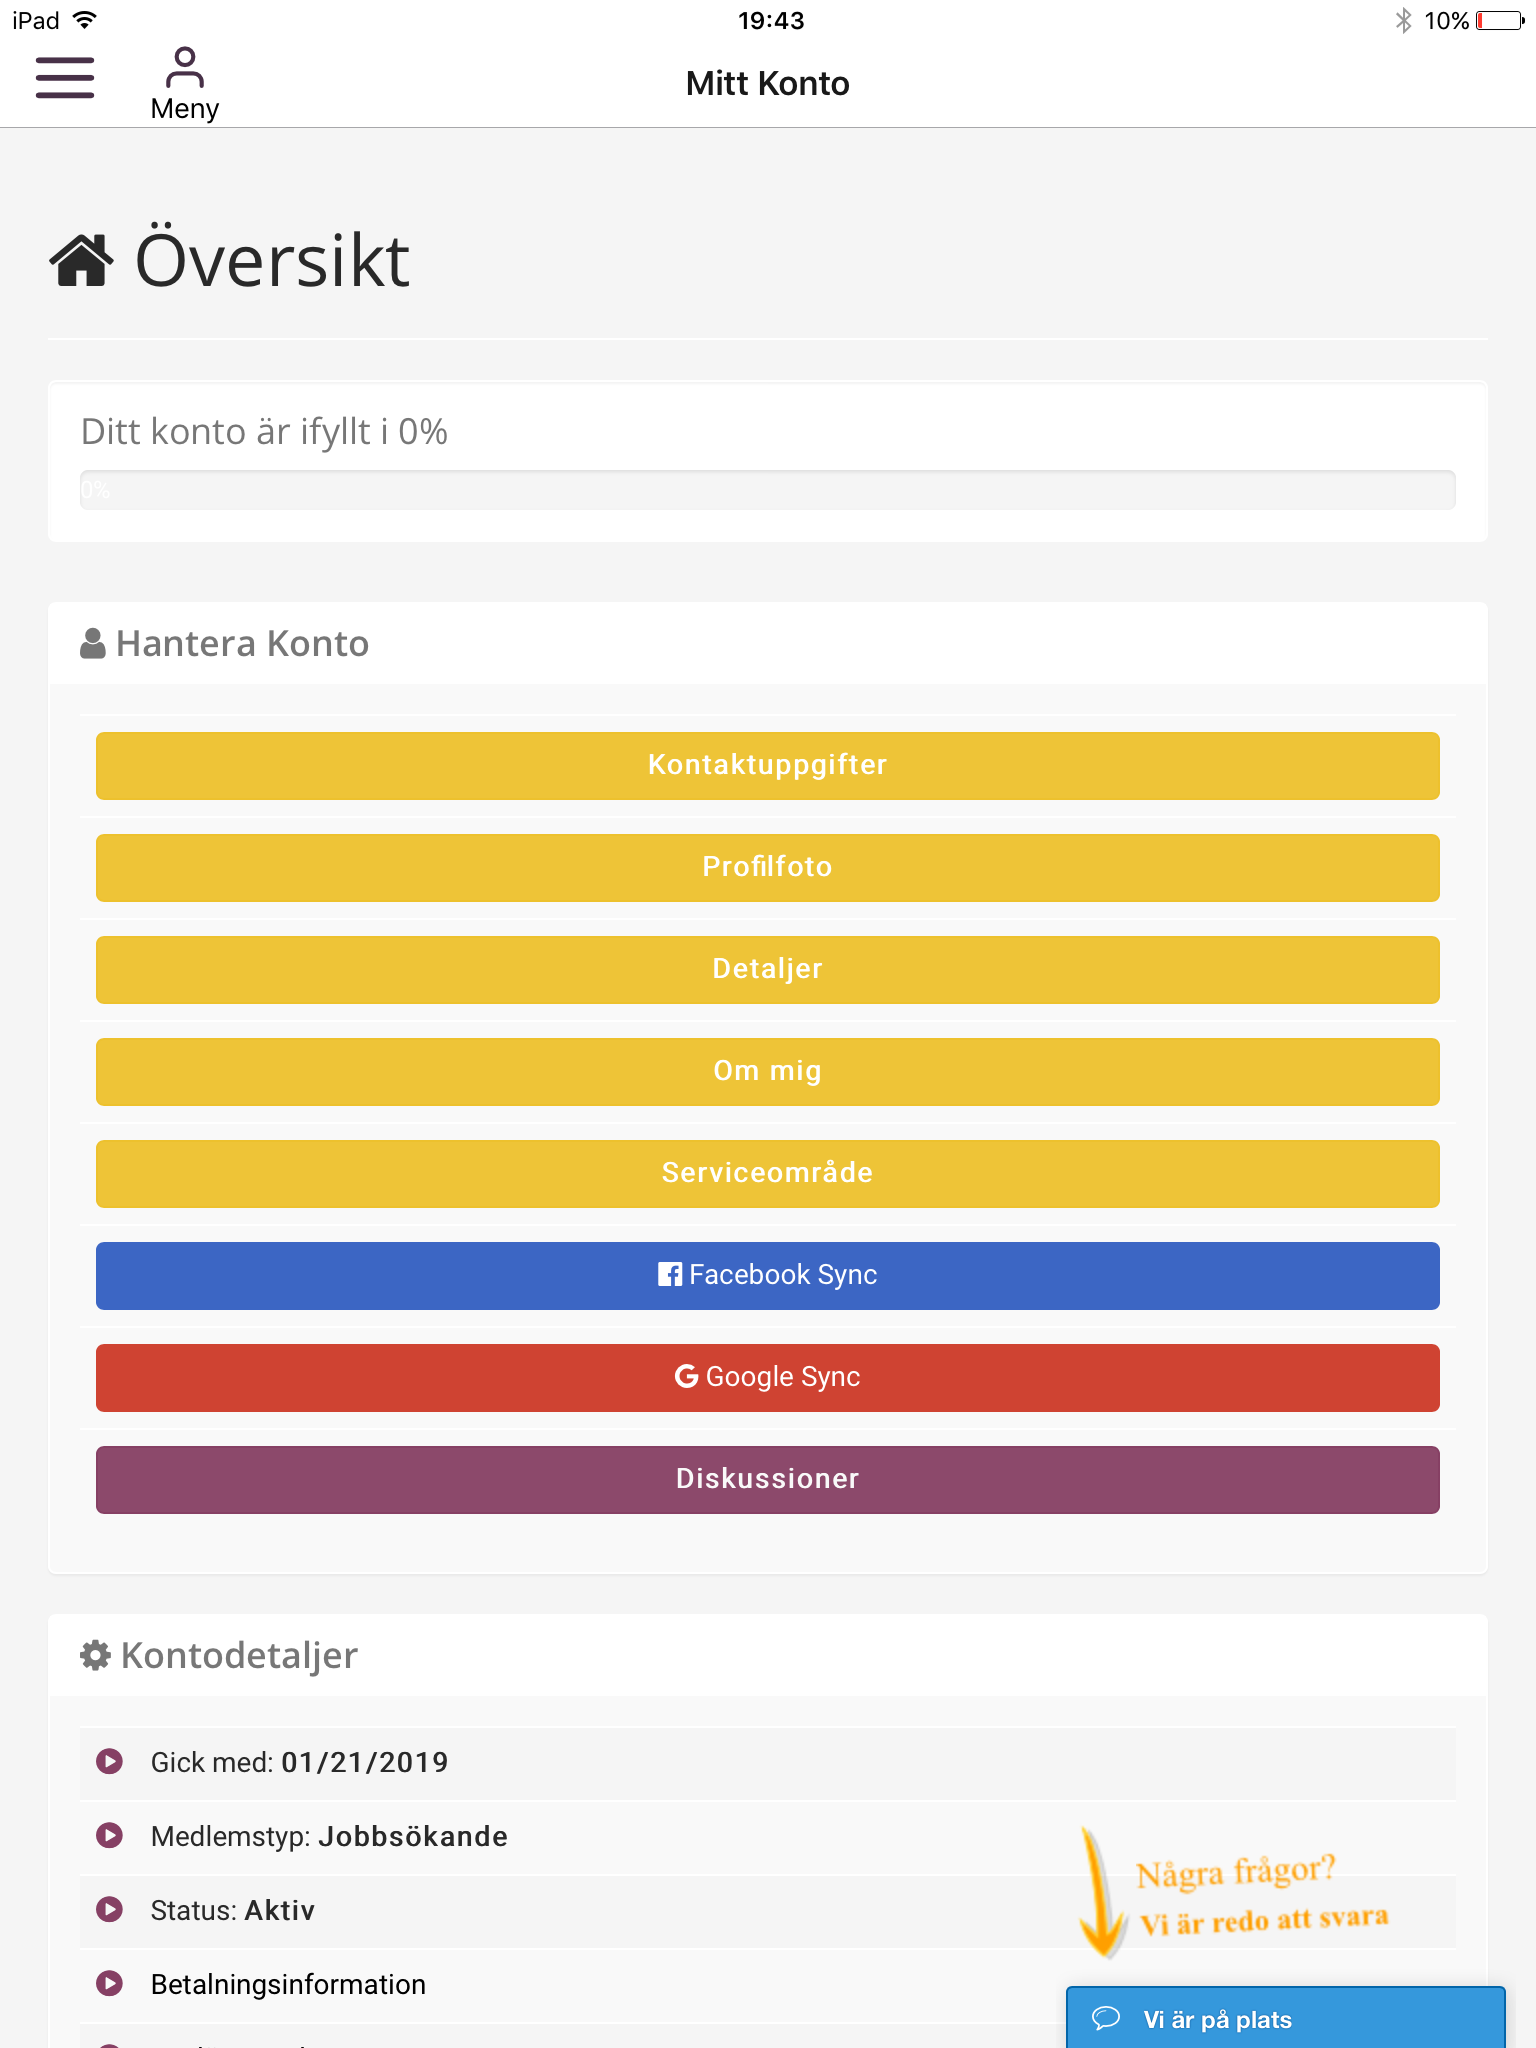 iPad 19:43 10%
Meny
Mitt Konto
Översikt
Ditt konto är ifyllt i 0%
0%
Hantera Konto
Kontaktuppgifter
Profilfoto
Detaljer
Om mig
Serviceområde
Facebook Sync
Google Sync
Diskussioner
Kontodetaljer
Gick med: 01/21/2019
Medlemstyp: Jobbsökande
Status: Aktiv
Några frågor?
Vi är redo att svara
Betalningsinformation
Vi är på plats